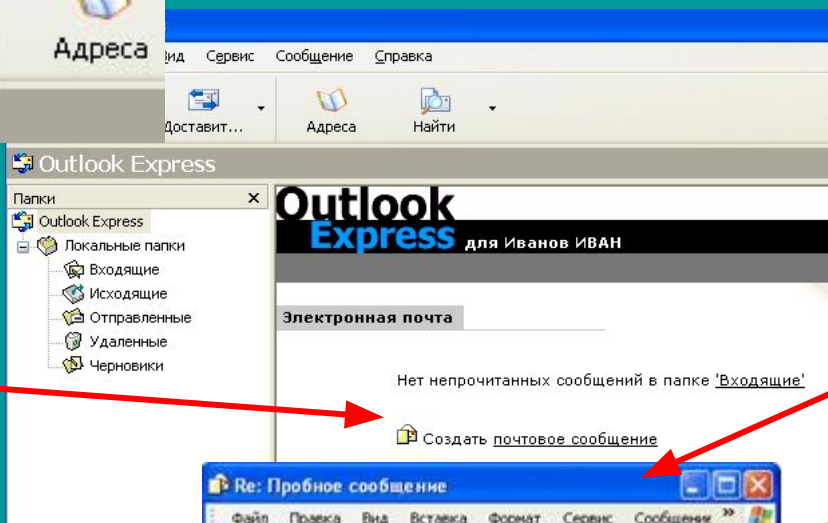 Адреса
ид Сервис Сообщение Справка
Доставит... Адреса Найти
Outlook Express
Папки x
Outlook Express
Локальные папки
Входящие
Исходящие
Отправленные
Удаленные
Черновики
Outlook
Express для Иванов ИВАН
Электронная почта
Нет непрочитанных сообщений в папке 'Входящие'
Создать почтовое сообщение
Re: Пробное сообщение
Файл Правка Вид Вставка Формат Сервис Сообщение »